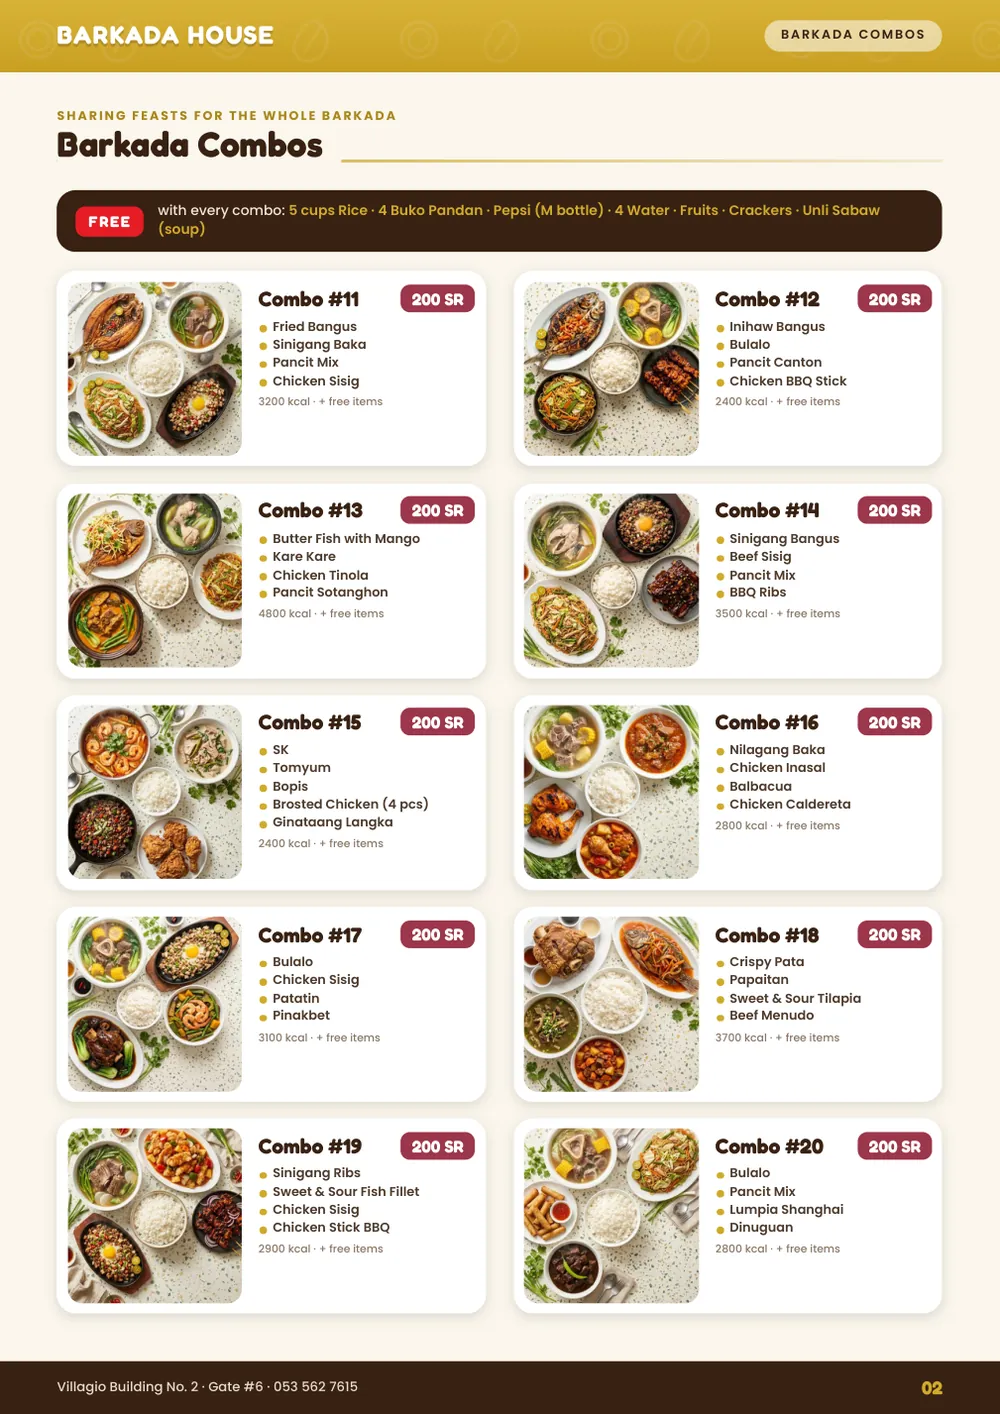 BARKADA HOUSE
BARKADA COMBOS
SHARING FEASTS FOR THE WHOLE BARKADA
Barkada Combos
FREE
with every combo: 5 cups Rice · 4 Buko Pandan · Pepsi (M bottle) · 4 Water · Fruits · Crackers · Unli Sabaw
(soup)
Combo #11
200 SR
Fried Bangus
Sinigang Baka
Pancit Mix
Chicken Sisig
3200 kcal · + free items
Combo #12
200 SR
Inihaw Bangus
Bulalo
Pancit Canton
Chicken BBQ Stick
2400 kcal · + free items
Combo #13
200 SR
Butter Fish with Mango
Kare Kare
Chicken Tinola
Pancit Sotanghon
4800 kcal · + free items
Combo #14
200 SR
Sinigang Bangus
Beef Sisig
Pancit Mix
BBQ Ribs
3500 kcal · + free items
Combo #15
200 SR
SK
Tomyum
Bopis
Brosted Chicken (4 pcs)
Ginataang Langka
2400 kcal · + free items
Combo #16
200 SR
Nilagang Baka
Chicken Inasal
Balbacua
Chicken Caldereta
2800 kcal · + free items
Combo #17
200 SR
Bulalo
Chicken Sisig
Patatin
Pinakbet
3100 kcal · + free items
Combo #18
200 SR
Crispy Pata
Papaitan
Sweet & Sour Tilapia
Beef Menudo
3700 kcal · + free items
Combo #19
200 SR
Sinigang Ribs
Sweet & Sour Fish Fillet
Chicken Sisig
Chicken Stick BBQ
2900 kcal · + free items
Combo #20
200 SR
Bulalo
Pancit Mix
Lumpia Shanghai
Dinuguan
2800 kcal · + free items
Villagio Building No. 2 · Gate #6 · 053 562 7615
02